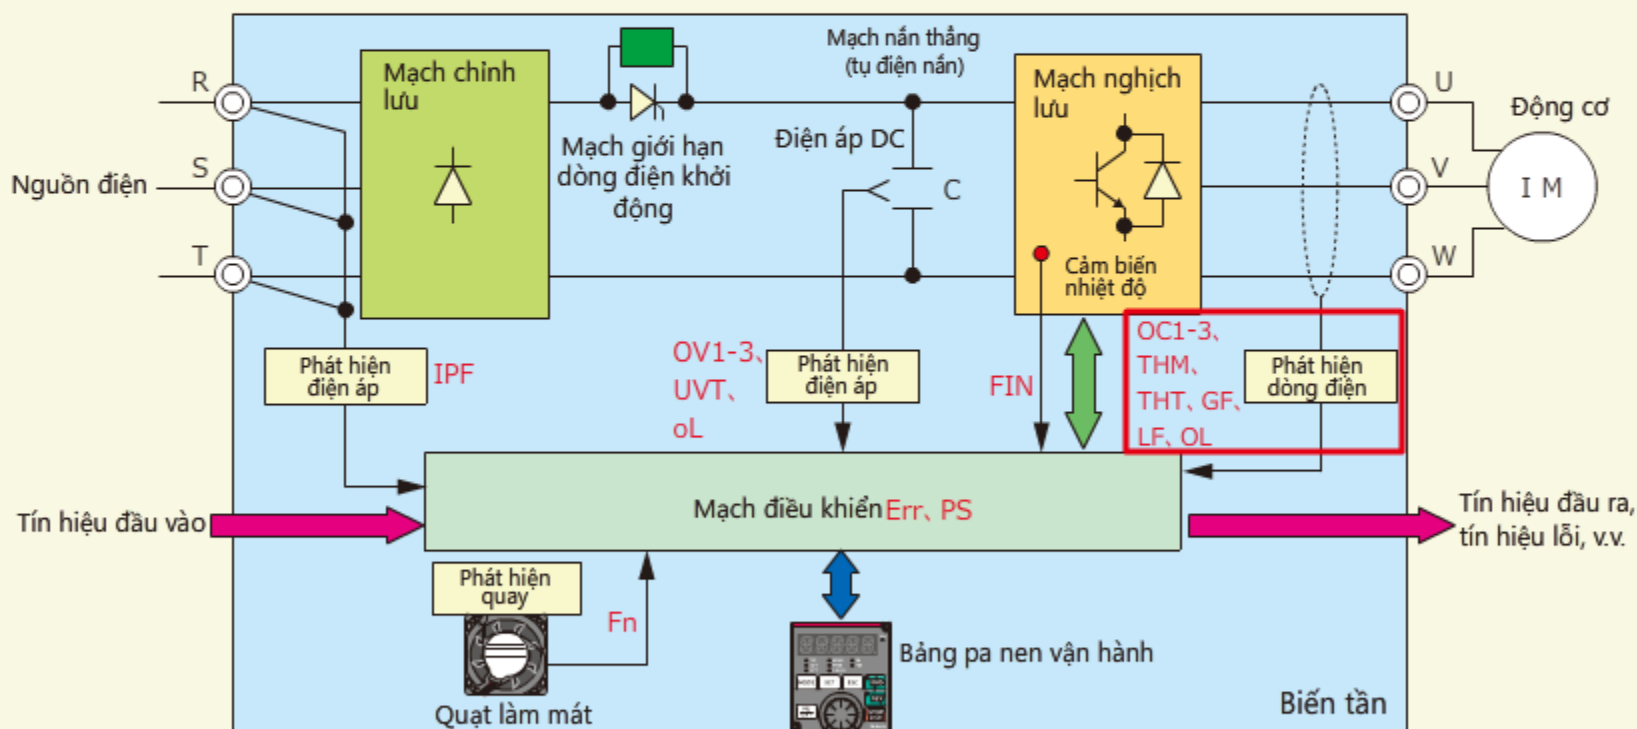 R
S
T
Nguồn điện
Mạch chỉnh
lưu
Mạch giới hạn
dòng điện khởi
động
Mạch nắn thẳng
(tụ điện nắn)
Điện áp DC
C
Mạch nghịch
lưu
Cảm biến
nhiệt độ
U
V
W
Động cơ
I M
Phát hiện
điện áp
IPF
OV1-3、
UVT、
oL
Phát hiện
điện áp
FIN
OC1-3、
THM、
THT、GF、
LF、OL
Phát hiện
dòng điện
Tín hiệu đầu vào
Mạch điều khiển Err、PS
Tín hiệu đầu ra,
tín hiệu lỗi, v.v.
Phát hiện
quay
Fn
Quạt làm mát
Bảng pa nen vận hành
Biến tần